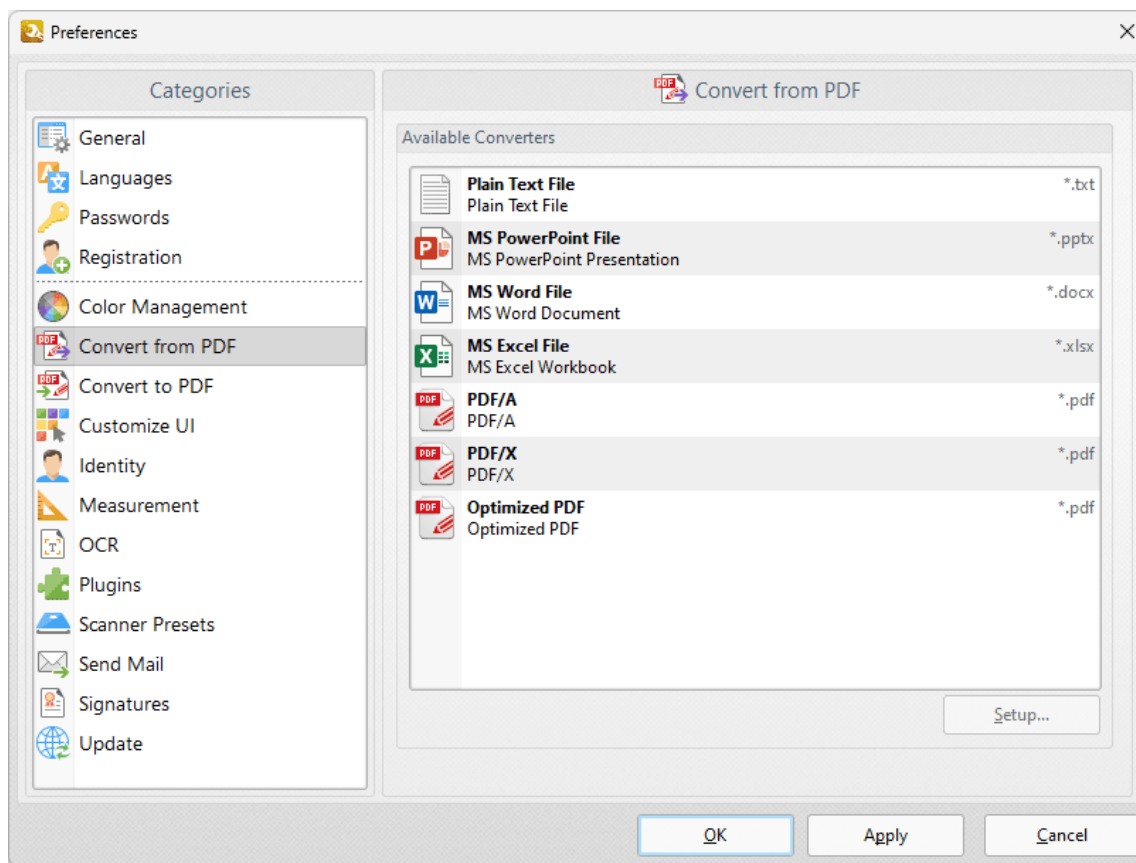 Preferences
Categories
General
Languages
Passwords
Registration
Color Management
Convert from PDF
Convert to PDF
Customize UI
Identity
Measurement
OCR
Plugins
Scanner Presets
Send Mail
Signatures
Update
Convert from PDF
Available Converters
Plain Text File *.txt
Plain Text File
MS PowerPoint File *.pptx
MS PowerPoint Presentation
MS Word File *.docx
MS Word Document
MS Excel File *.xlsx
MS Excel Workbook
PDF/A *.pdf
PDF/A
PDF/X *.pdf
PDF/X
Optimized PDF *.pdf
Optimized PDF
Setup...
OK Apply Cancel